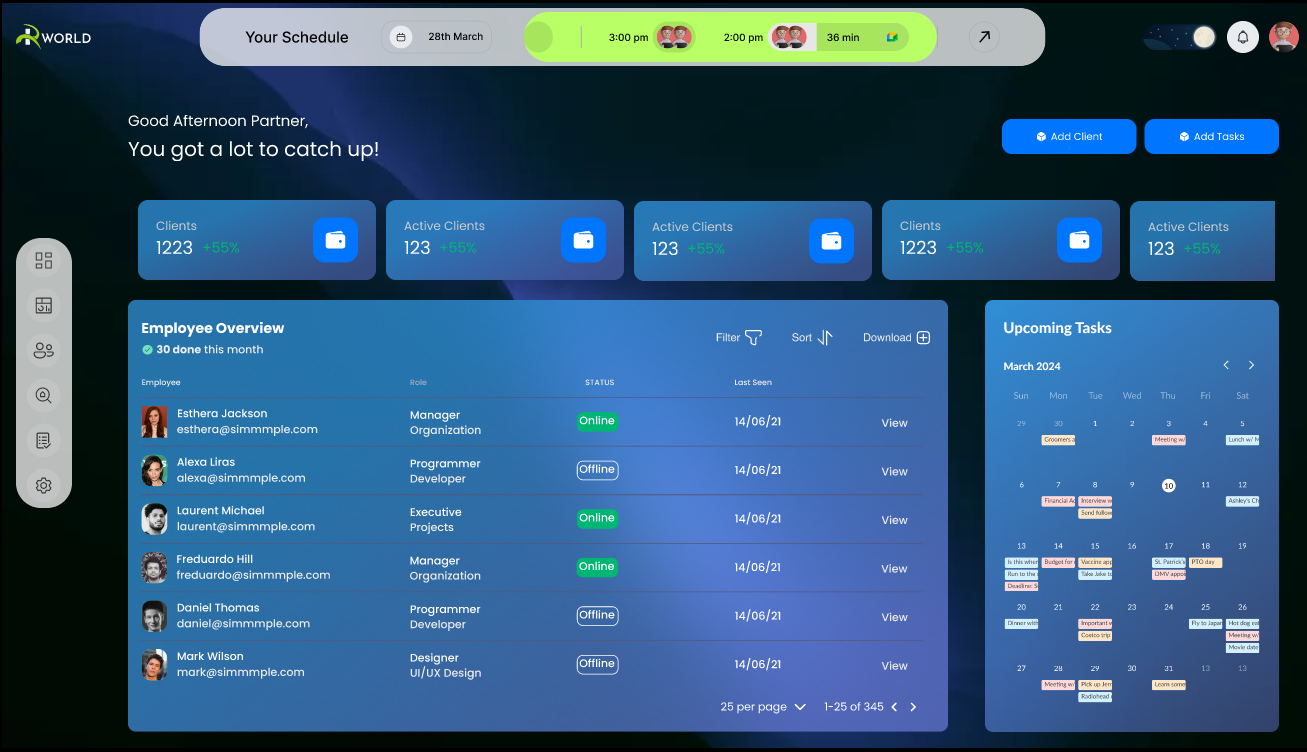 WORLD
Your Schedule
28th March
3:00 pm
2:00 pm
36 min
Good Afternoon Partner,
You got a lot to catch up!
Add Client
Add Tasks
Clients
1223 +55%
Active Clients
123 +55%
Active Clients
123 +55%
Clients
1223 +55%
Active Clients
123 +55%
Employee Overview
30 done this month
Filter
Sort
Download
Employee Role STATUS Last Seen
Esthera Jackson
esthera@simmmple.com
Manager
Organization
Online
14/06/21
View
Alexa Liras
alexa@simmmple.com
Programmer
Developer
Offline
14/06/21
View
Laurent Michael
laurent@simmmple.com
Executive
Projects
Online
14/06/21
View
Freduardo Hill
freduardo@simmmple.com
Manager
Organization
Online
14/06/21
View
Daniel Thomas
daniel@simmmple.com
Programmer
Developer
Offline
14/06/21
View
Mark Wilson
mark@simmmple.com
Designer
UI/UX Design
Offline
14/06/21
View
25 per page
1-25 of 345
Upcoming Tasks
March 2024
Sun Mon Tue Wed Thu Fri Sat
29 30 1 2 3 4 5
Groomers a
Meeting w/
Lunch w/ M
6 7 8 9 10 11 12
Financial Ad
Interview w
Ashley's Ch
Send follow
13 14 15 16 17 18 19
Is this wher
Budget for
Vaccine app
St. Patrick's
PTO day
Run to the
Take Jake to
DMV appoi
Deadline: S
20 21 22 23 24 25 26
Dinner with
Important w
Fly to Japan
Hot dog eat
Costco trip
Meeting w/
Movie date
27 28 29 30 31 13 13
Meeting w/
Pick up Jem
Learn some
Radiohead